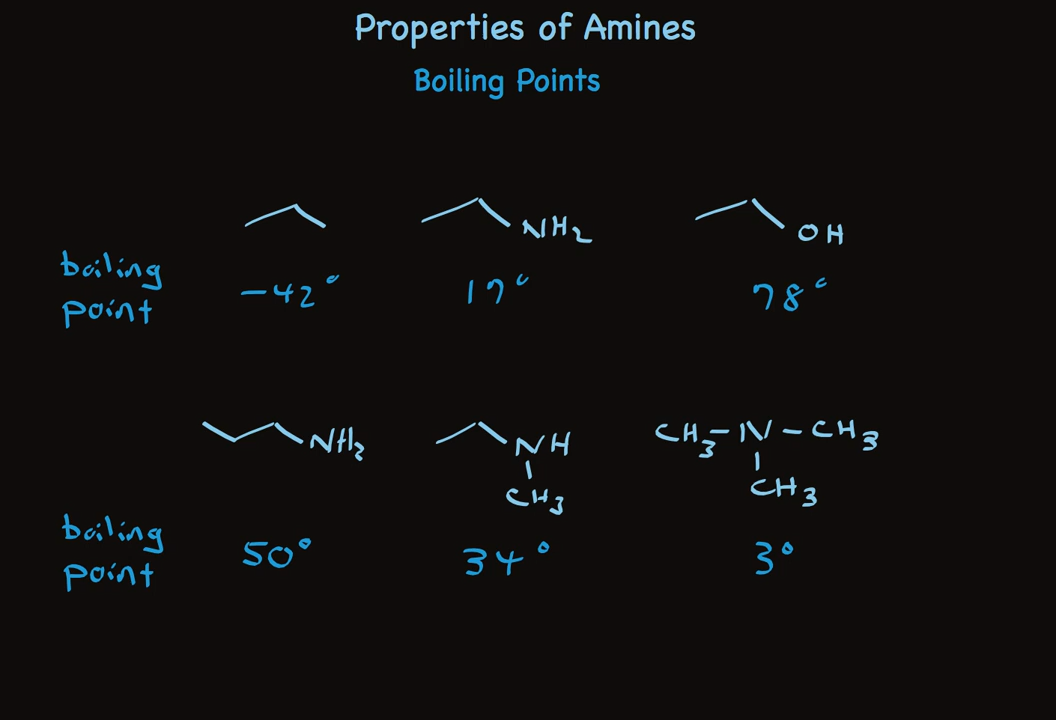 Properties of Amines
Boiling Points
NH2
OH
boiling
point
-42°
17°
78°
NH2
NH
CH3
CH3-N-CH3
CH3
boiling
point
50°
34°
3°